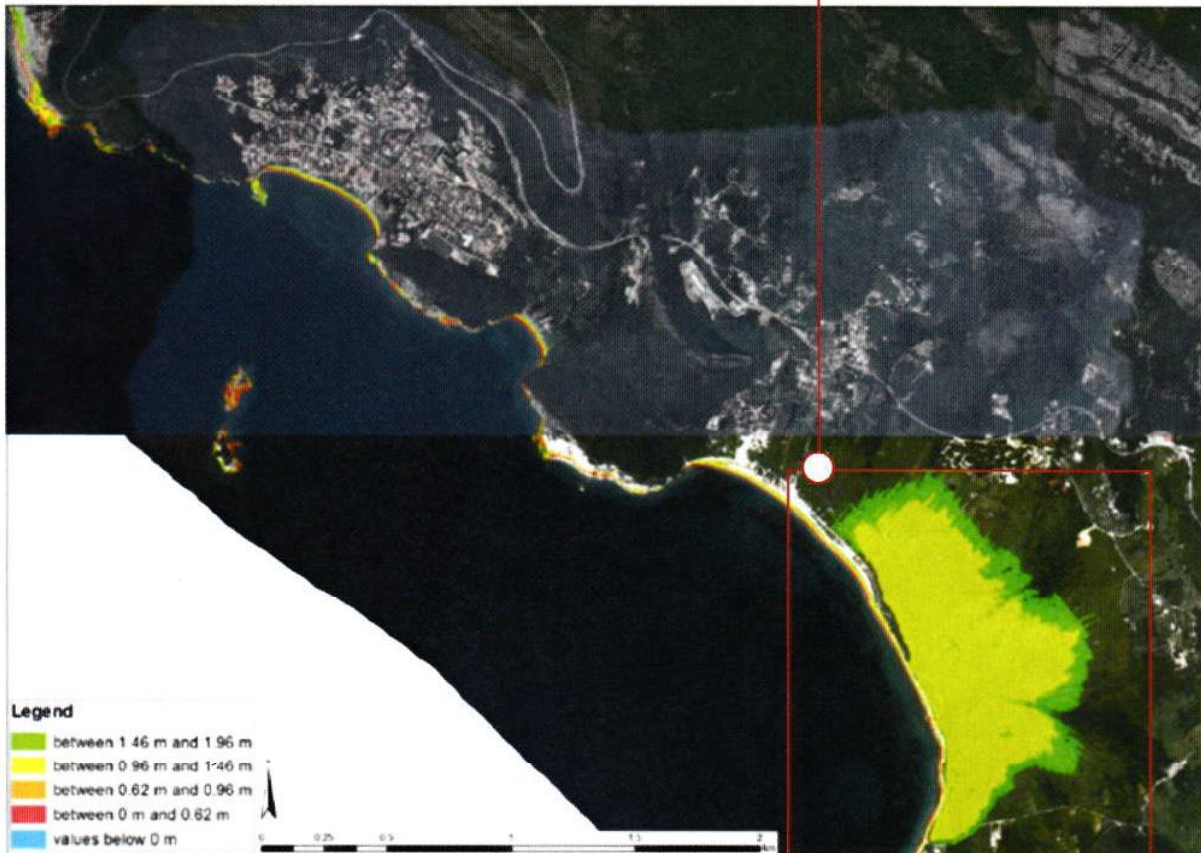 Legend
between 1.46 m and 1.96 m
between 0.96 m and 1.46 m
between 0.62 m and 0.96 m
between 0 m and 0.62 m
values below 0 m
0 0.25 0.5 1 1.5 2
km